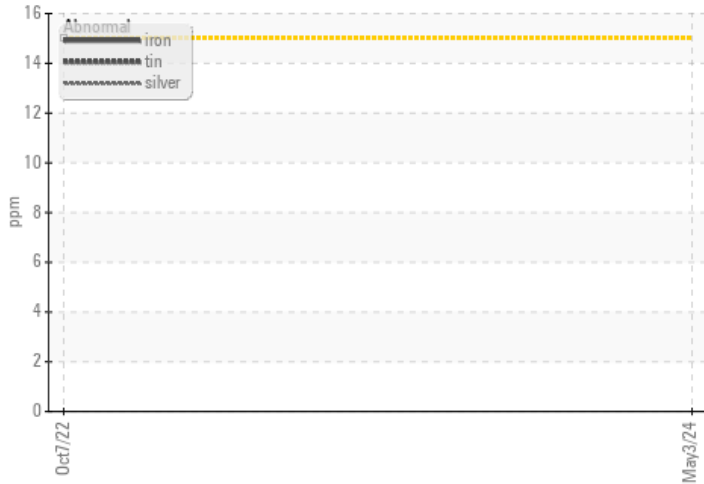 16
Abnormal
iron
tin
silver
14
12
10
8
6
4
2
0
ppm
Oct7/22
May3/24